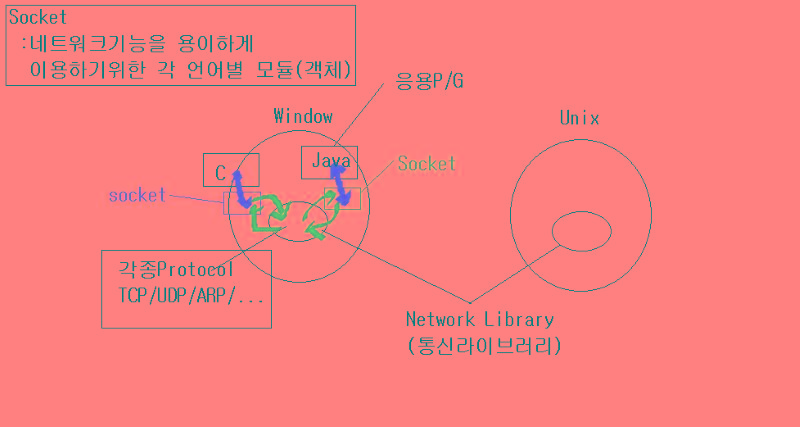 Socket
:네트워크기능을 용이하게
이용하기위한 각 언어별 모듈(객체)
응용P/G
Window
Unix
C
Java
Socket
socket
각종Protocol
TCP/UDP/ARP/...
Network Library
(통신라이브러리)